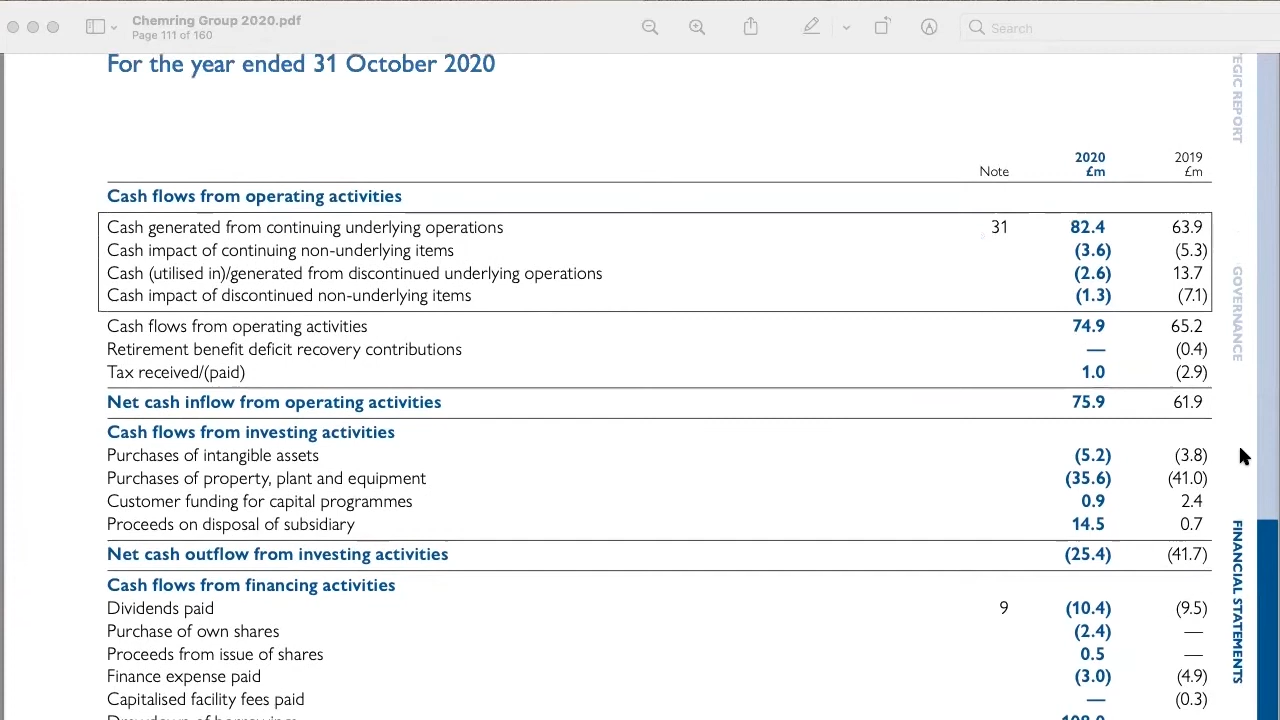 Chemring Group 2020.pdf
Page 111 of 160
Search
For the year ended 31 October 2020
Note 2020 £m 2019 £m
Cash flows from operating activities
Cash generated from continuing underlying operations 31 82.4 63.9
Cash impact of continuing non-underlying items (3.6) (5.3)
Cash (utilised in)/generated from discontinued underlying operations (2.6) 13.7
Cash impact of discontinued non-underlying items (1.3) (7.1)
Cash flows from operating activities 74.9 65.2
Retirement benefit deficit recovery contributions — (0.4)
Tax received/(paid) 1.0 (2.9)
Net cash inflow from operating activities 75.9 61.9
Cash flows from investing activities
Purchases of intangible assets (5.2) (3.8)
Purchases of property, plant and equipment (35.6) (41.0)
Customer funding for capital programmes 0.9 2.4
Proceeds on disposal of subsidiary 14.5 0.7
Net cash outflow from investing activities (25.4) (41.7)
Cash flows from financing activities
Dividends paid 9 (10.4) (9.5)
Purchase of own shares (2.4) —
Proceeds from issue of shares 0.5 —
Finance expense paid (3.0) (4.9)
Capitalised facility fees paid — (0.3)
EGIC REPORT
GOVERNANCE
FINANCIAL STATEMENTS